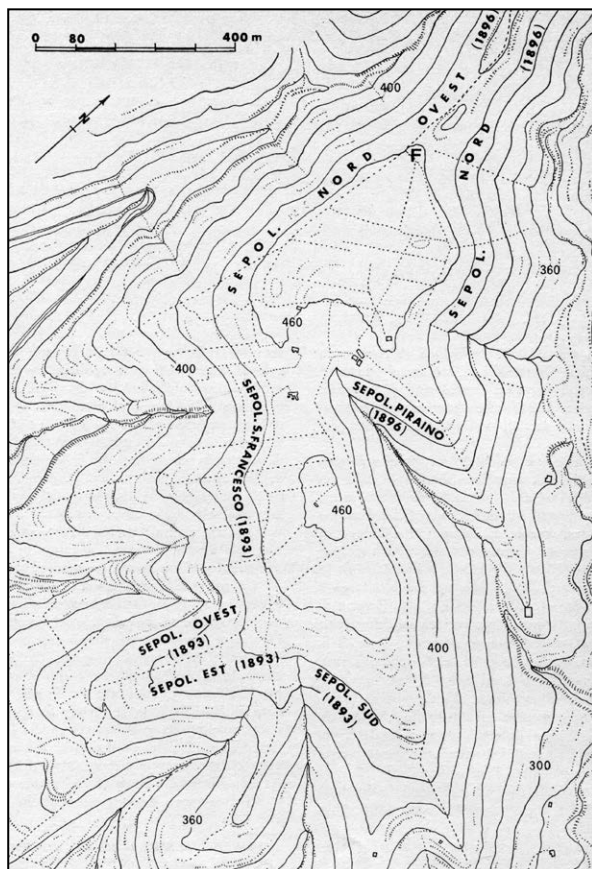 0 80 400 m
N
400
SEPOL. NORD OVEST (1896)
SEPOL. NORD (1896)
F
360
460
400
SEPOL. S. FRANCESCO (1893)
SEPOL. PIRAINO
(1896)
460
SEPOL. OVEST
(1893)
SEPOL. EST (1893)
SEPOL. SUD
(1893)
400
300
360